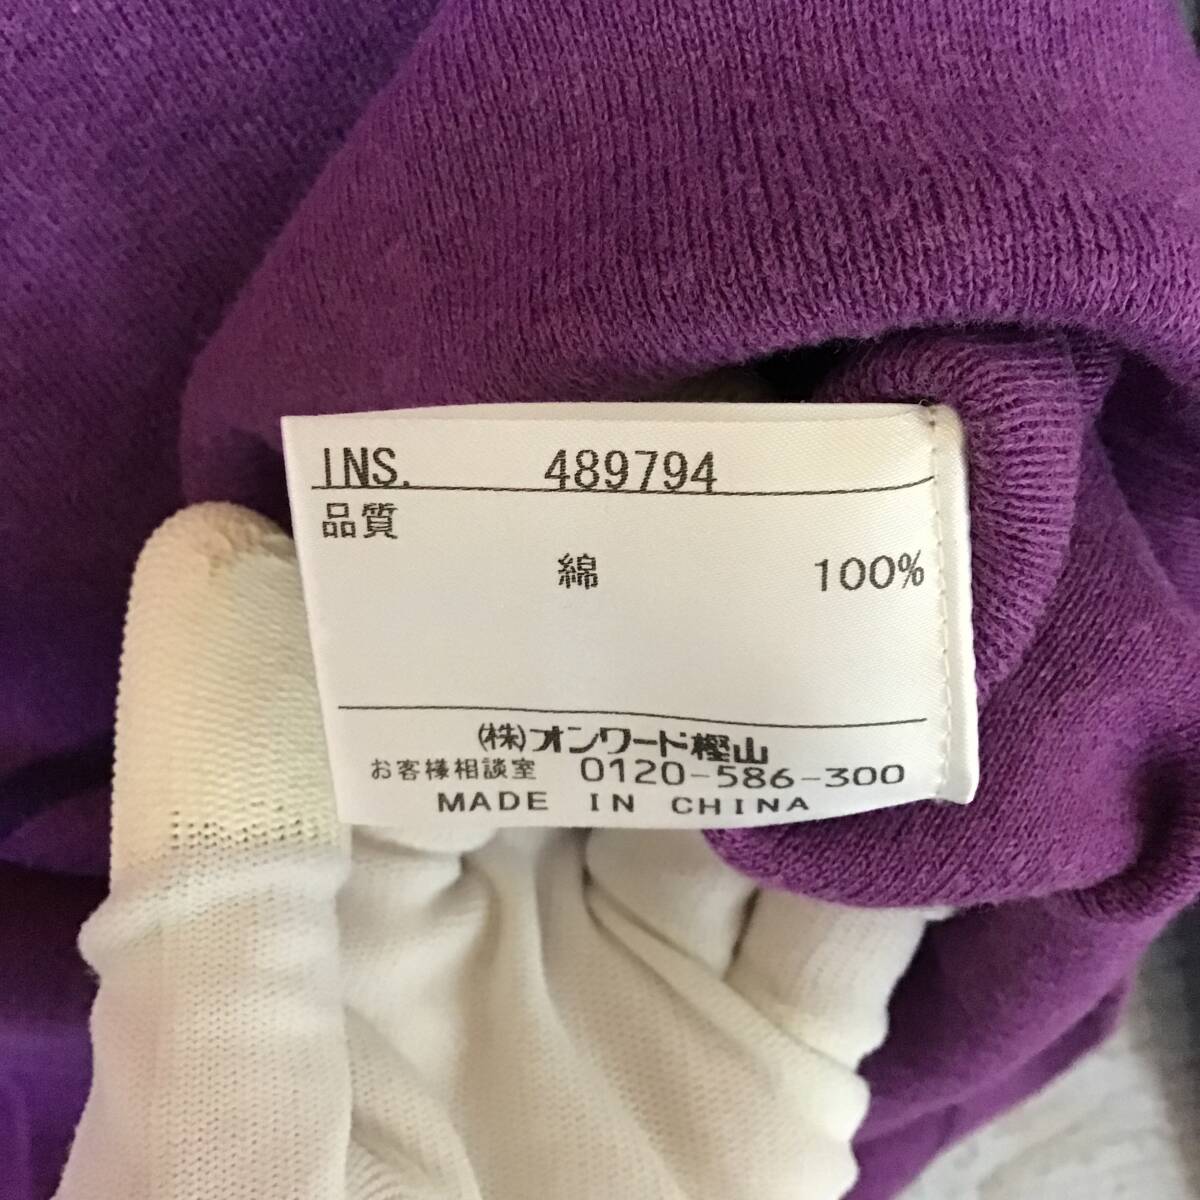 INS. 489794
品質
綿 100%
(株)オンワード樫山
お客様相談室 0120-586-300
MADE IN CHINA